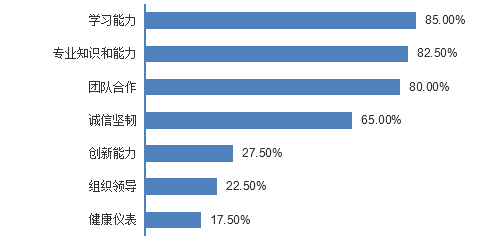 学习能力 85.00%
专业知识和能力 82.50%
团队合作 80.00%
诚信坚韧 65.00%
创新能力 27.50%
组织领导 22.50%
健康仪表 17.50%